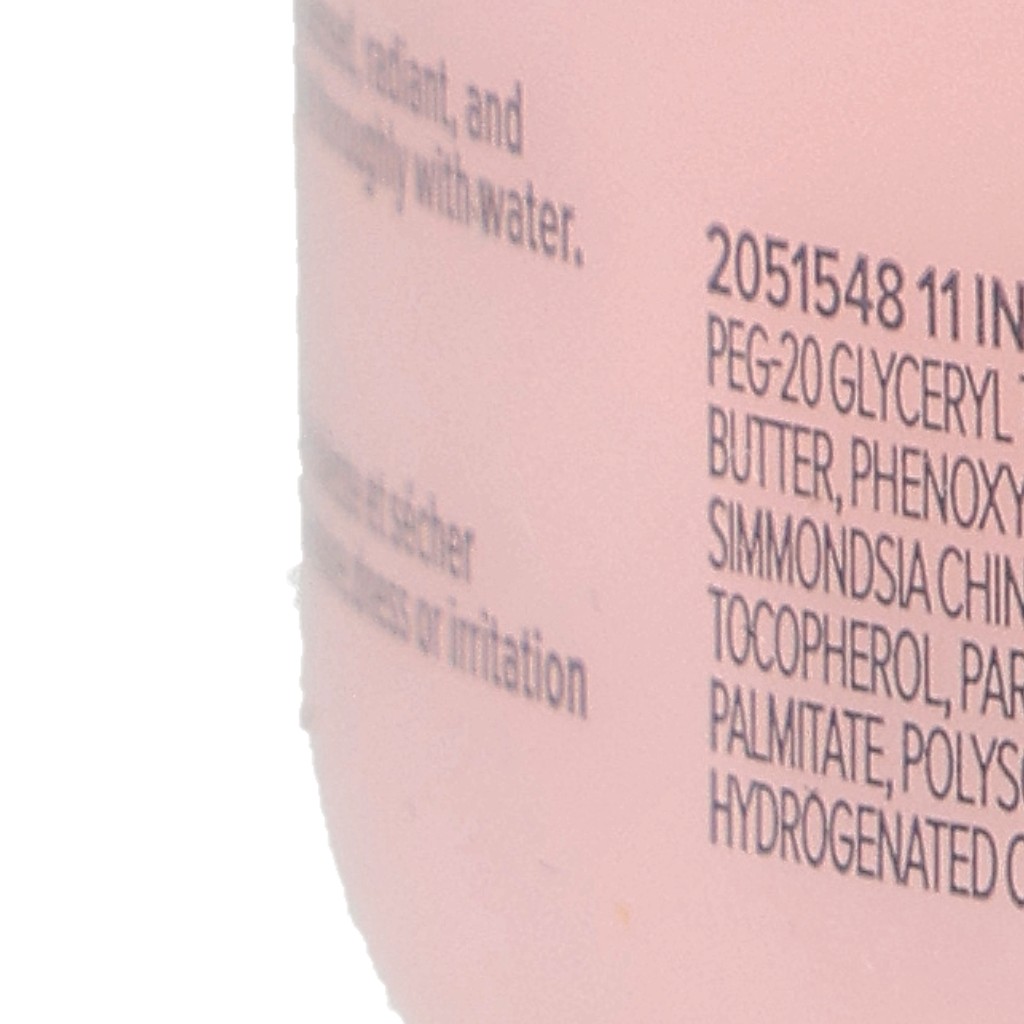 radiant, and
with water.
et sécher
or irritation
2051548 11 IN
PEG-20 GLYCERYL
BUTTER, PHENOXY
SIMMONDSIA CHIN
TOCOPHEROL, PAR
PALMITATE, POLYS
HYDROGENATED C